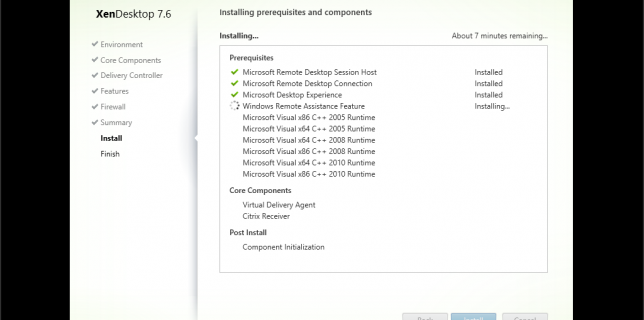 XenDesktop 7.6
Environment
Core Components
Delivery Controller
Features
Firewall
Summary
Install
Finish
Installing prerequisites and components
Installing... About 7 minutes remaining...
Prerequisites
Microsoft Remote Desktop Session Host Installed
Microsoft Remote Desktop Connection Installed
Microsoft Desktop Experience Installed
Windows Remote Assistance Feature Installing...
Microsoft Visual x86 C++ 2005 Runtime
Microsoft Visual x64 C++ 2005 Runtime
Microsoft Visual x64 C++ 2008 Runtime
Microsoft Visual x86 C++ 2008 Runtime
Microsoft Visual x64 C++ 2010 Runtime
Microsoft Visual x86 C++ 2010 Runtime
Core Components
Virtual Delivery Agent
Citrix Receiver
Post Install
Component Initialization
Back Install Cancel